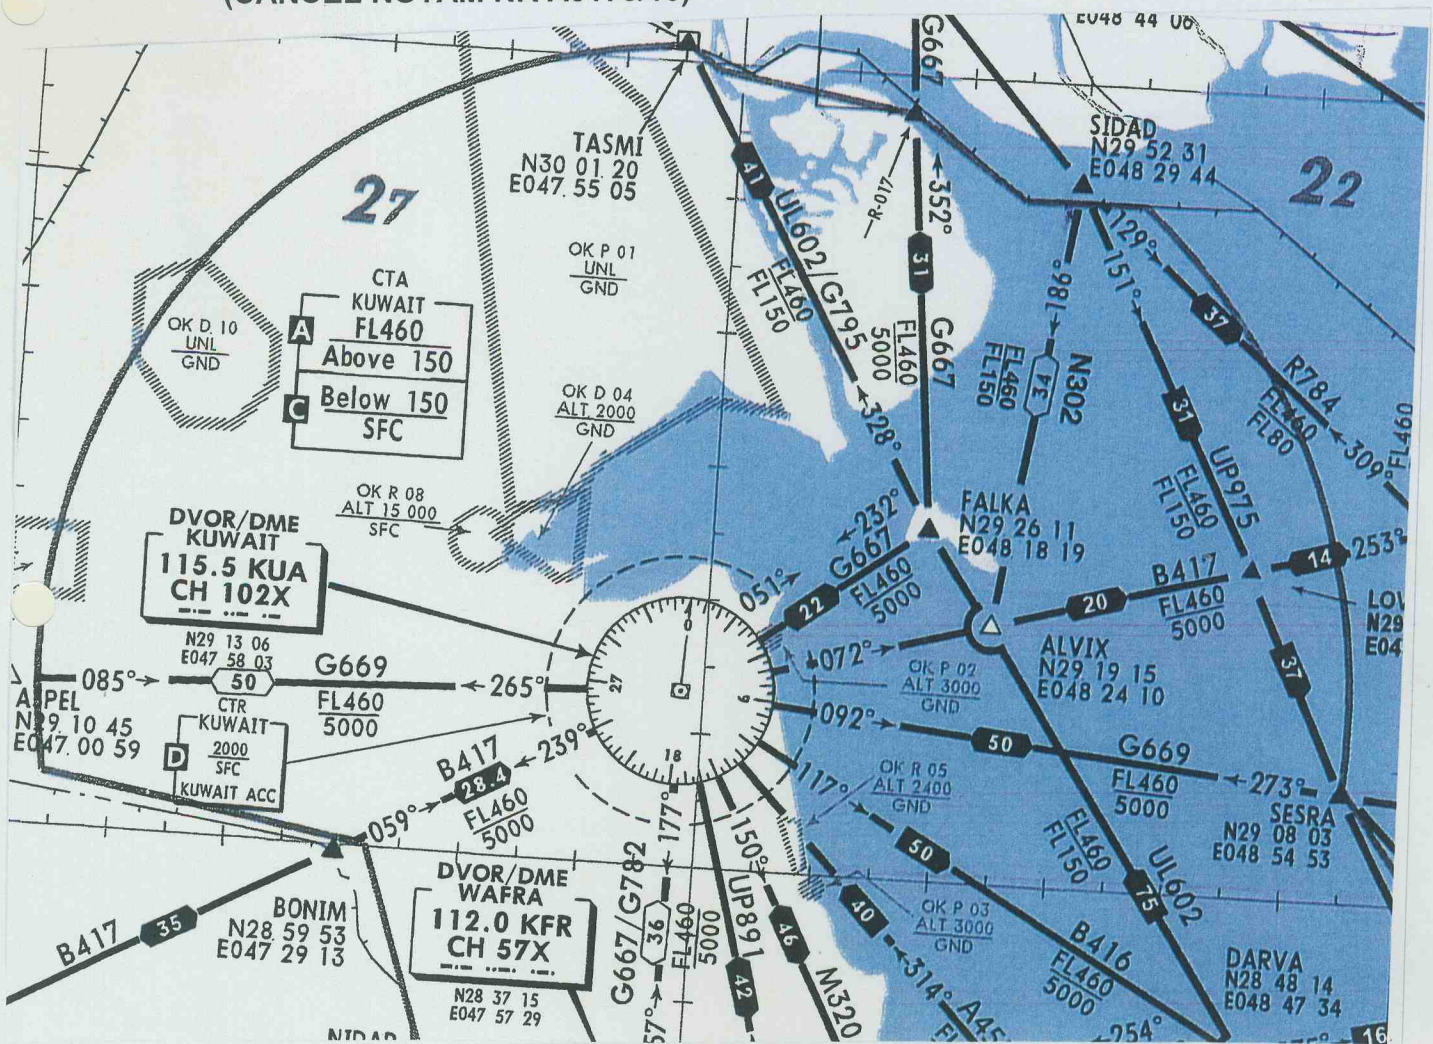 E048 44 06
G667
TASMI
N30 01 20
E047 55 05
SIDAD
N29 52 31
E048 29 44
27
22
41
UL602/G795
FL460
FL150
R-017
352°
31
G667
FL460
5000
328°
OK P 01
UNL
GND
OK D 10
UNL
GND
CTA
KUWAIT
A
FL460
Above 150
C
Below 150
SFC
OK D 04
ALT 2000
GND
OK R 08
ALT 15 000
SFC
129°
151°
186°
34
N302
FL460
FL150
37
R784
FL460
FL80
309°
FL460
31
UP975
FL460
FL150
DVOR/DME
KUWAIT
115.5 KUA
CH 102X
N29 13 06
E047 58 03
FALKA
N29 26 11
E048 18 19
232°
G667
FL460
5000
051°
22
B417
20
FL460
5000
14
253°
ALVIX
N29 19 15
E048 24 10
072°
OK P 02
ALT 3000
GND
085°
50
G669
FL460
5000
265°
N29 10 45
E047 00 59
CTR
KUWAIT
D
2000
SFC
KUWAIT ACC
0
27
9
18
239°
B417
28.4
FL460
5000
059°
092°
50
G669
FL460
5000
273°
SESRA
N29 08 03
E048 54 53
37
117°
OK R 05
ALT 2400
GND
50
B416
FL460
5000
UL602
75
FL460
FL150
BONIM
N28 59 53
E047 29 13
B417
35
DVOR/DME
WAFRA
112.0 KFR
CH 57X
N28 37 15
E047 57 29
177°
G667/G782
36
FL460
5000
150°
UP891
42
46
M320
40
314°
OK P 03
ALT 3000
GND
DARVA
N28 48 14
E048 47 34
254°
16